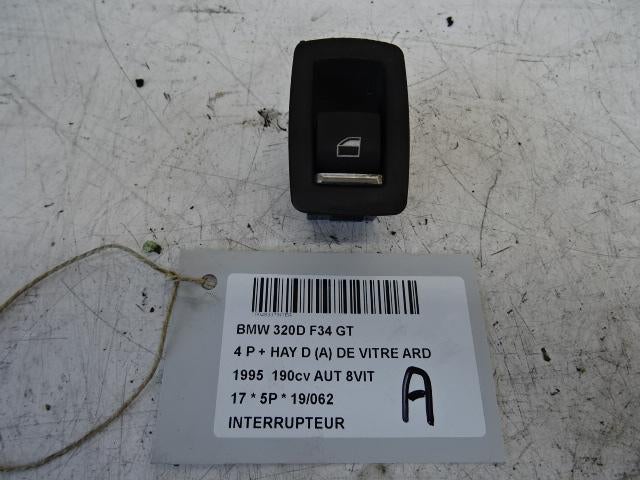 BMW 320D F34 GT
4 P + HAY D (A) DE VITRE ARD
1995 190cv AUT 8VIT
17 * 5P * 19/062
INTERRUPTEUR
A